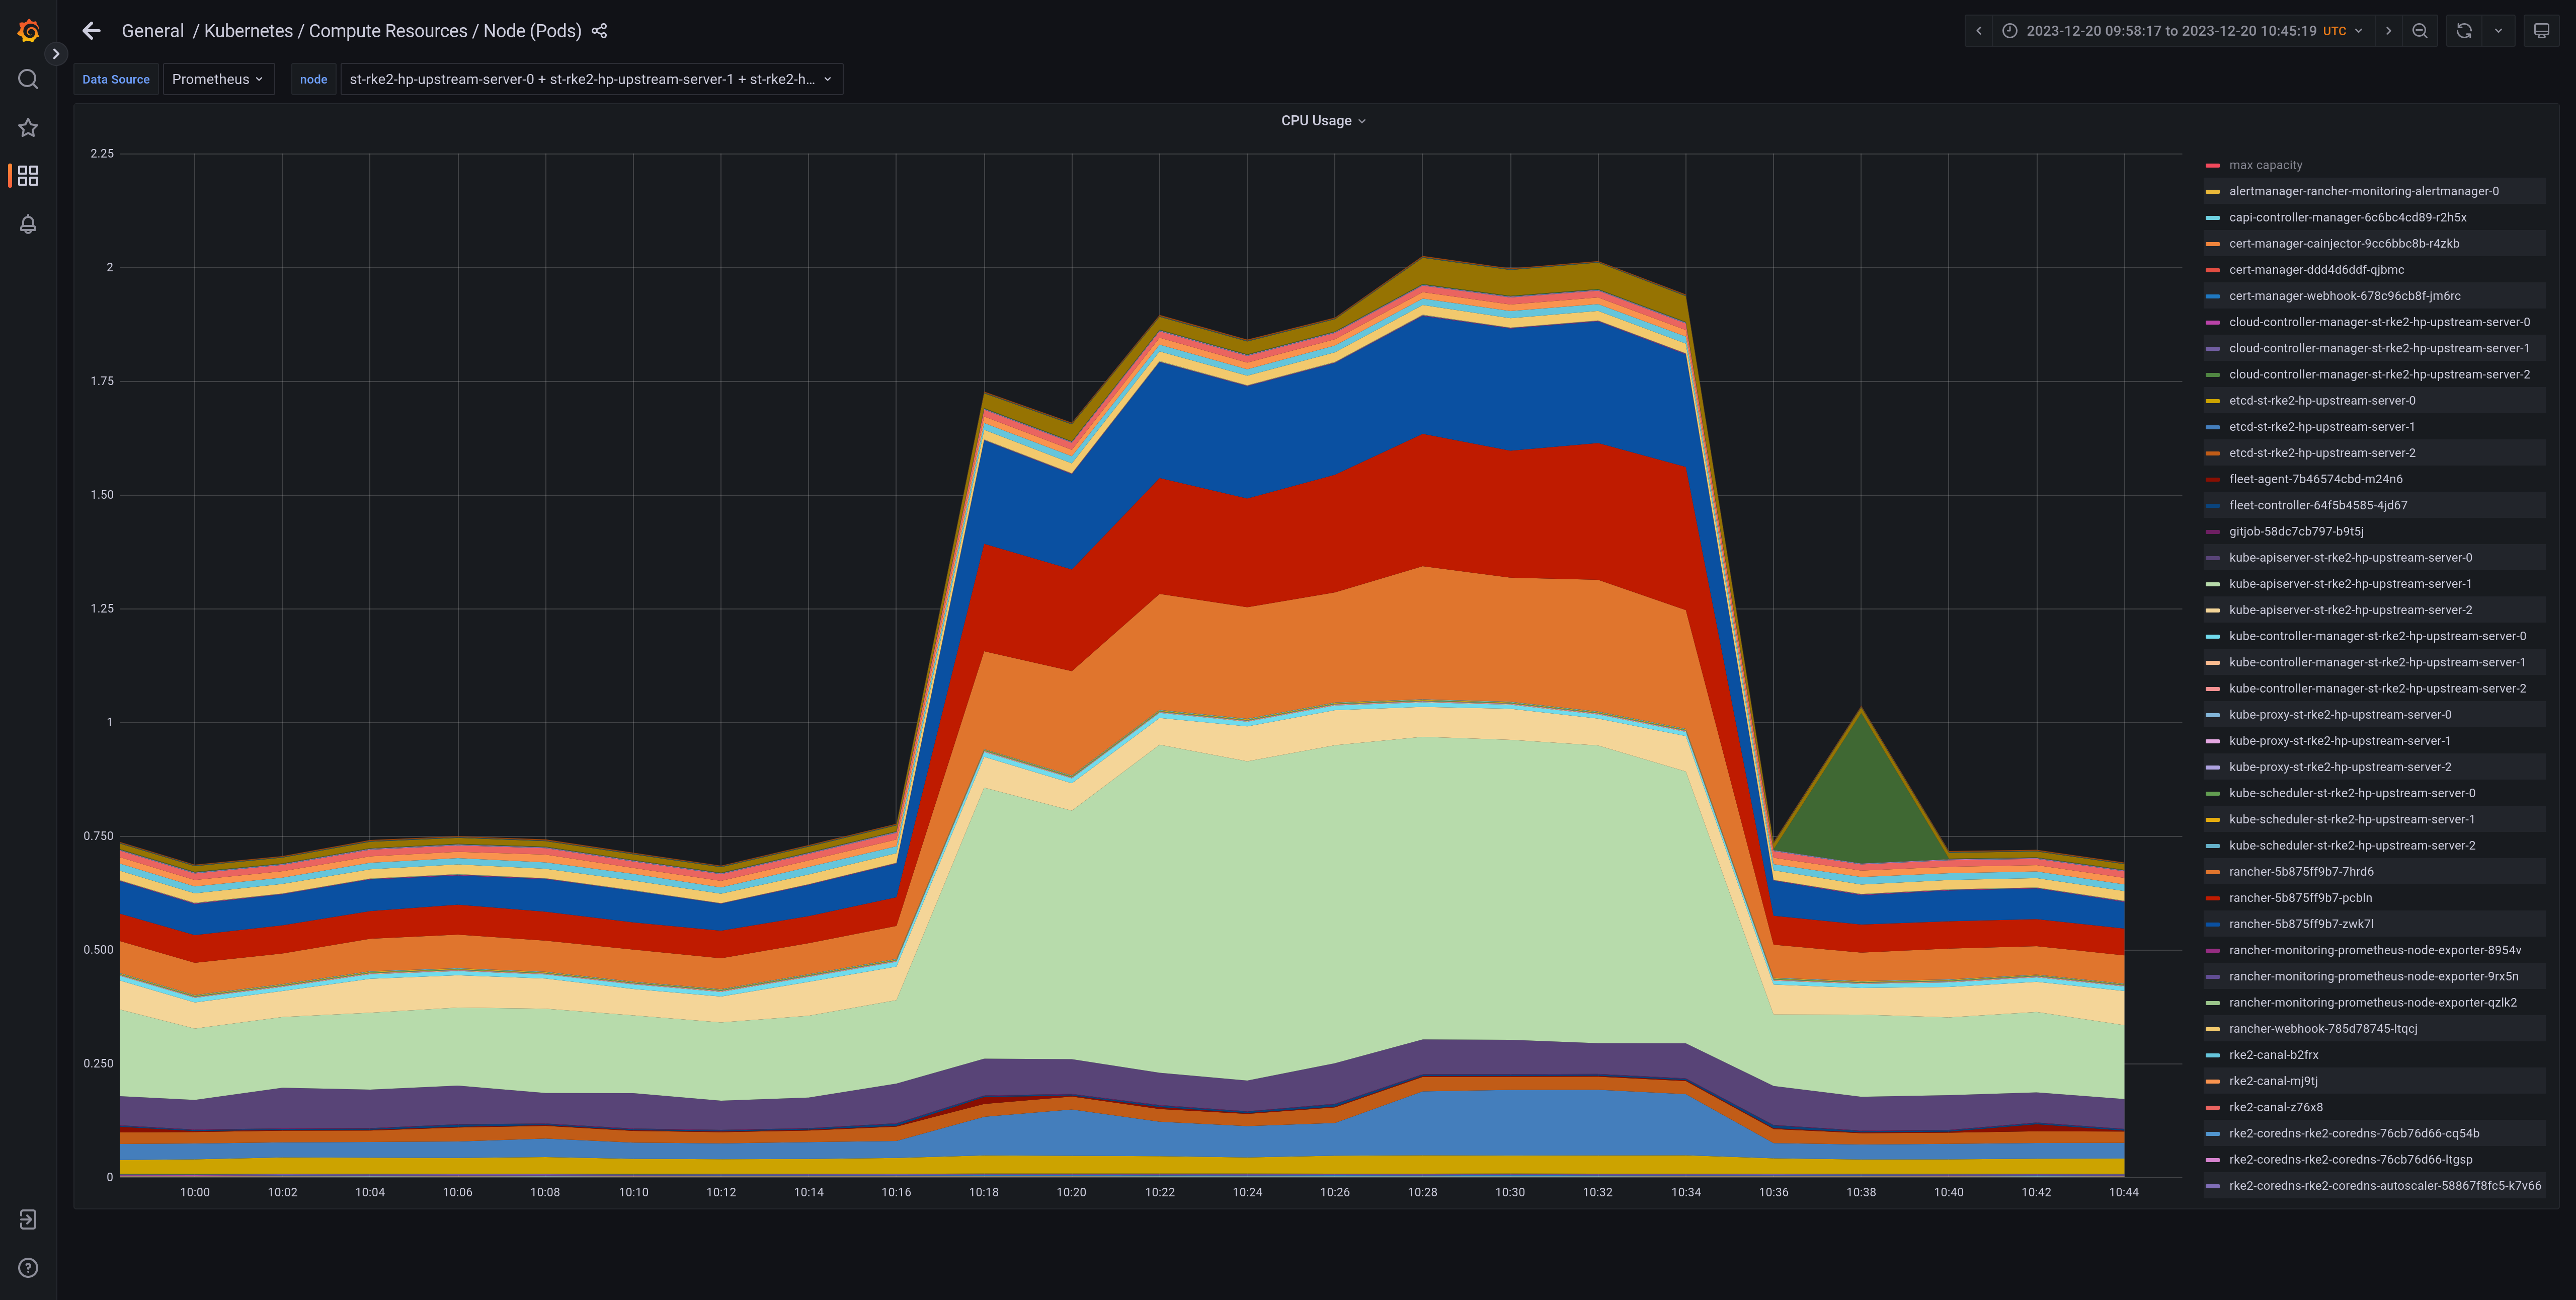 General / Kubernetes / Compute Resources / Node (Pods)
2023-12-20 09:58:17 to 2023-12-20 10:45:19 UTC
Data Source Prometheus node st-rke2-hp-upstream-server-0 + st-rke2-hp-upstream-server-1 + st-rke2-h...
CPU Usage
2.25
2
1.75
1.50
1.25
1
0.750
0.500
0.250
0
10:00 10:02 10:04 10:06 10:08 10:10 10:12 10:14 10:16 10:18 10:20 10:22 10:24 10:26 10:28 10:30 10:32 10:34 10:36 10:38 10:40 10:42 10:44
max capacity
alertmanager-rancher-monitoring-alertmanager-0
capi-controller-manager-6c6bc4cd89-r2h5x
cert-manager-cainjector-9cc6bbc8b-r4zkb
cert-manager-ddd4d6ddf-qjbmc
cert-manager-webhook-678c96cb8f-jm6rc
cloud-controller-manager-st-rke2-hp-upstream-server-0
cloud-controller-manager-st-rke2-hp-upstream-server-1
cloud-controller-manager-st-rke2-hp-upstream-server-2
etcd-st-rke2-hp-upstream-server-0
etcd-st-rke2-hp-upstream-server-1
etcd-st-rke2-hp-upstream-server-2
fleet-agent-7b46574cbd-m24n6
fleet-controller-64f5b4585-4jd67
gitjob-58dc7cb797-b9t5j
kube-apiserver-st-rke2-hp-upstream-server-0
kube-apiserver-st-rke2-hp-upstream-server-1
kube-apiserver-st-rke2-hp-upstream-server-2
kube-controller-manager-st-rke2-hp-upstream-server-0
kube-controller-manager-st-rke2-hp-upstream-server-1
kube-controller-manager-st-rke2-hp-upstream-server-2
kube-proxy-st-rke2-hp-upstream-server-0
kube-proxy-st-rke2-hp-upstream-server-1
kube-proxy-st-rke2-hp-upstream-server-2
kube-scheduler-st-rke2-hp-upstream-server-0
kube-scheduler-st-rke2-hp-upstream-server-1
kube-scheduler-st-rke2-hp-upstream-server-2
rancher-5b875ff9b7-7hrd6
rancher-5b875ff9b7-pcbln
rancher-5b875ff9b7-zwk7l
rancher-monitoring-prometheus-node-exporter-8954v
rancher-monitoring-prometheus-node-exporter-9rx5n
rancher-monitoring-prometheus-node-exporter-qzlk2
rancher-webhook-785d78745-ltqcj
rke2-canal-b2frx
rke2-canal-mj9tj
rke2-canal-z76x8
rke2-coredns-rke2-coredns-76cb76d66-cq54b
rke2-coredns-rke2-coredns-76cb76d66-ltgsp
rke2-coredns-rke2-coredns-autoscaler-58867f8fc5-k7v66